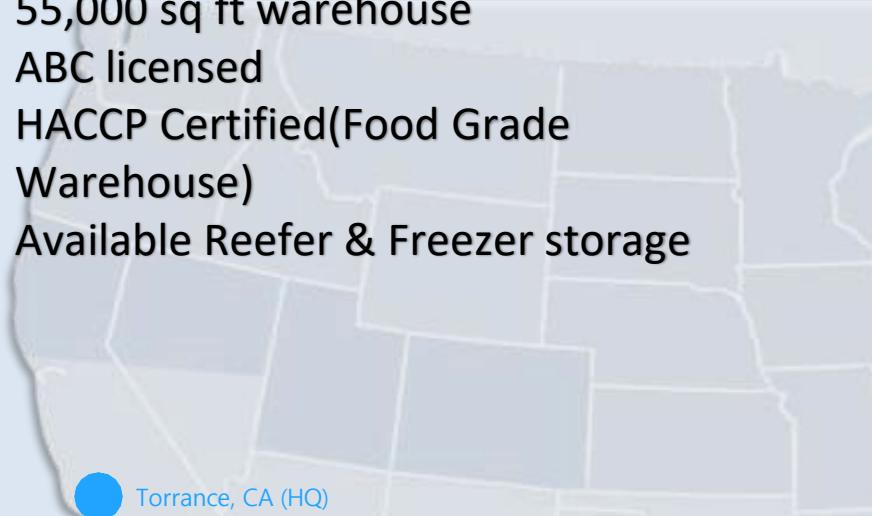 55,000 sq ft warehouse
ABC licensed
HACCP Certified(Food Grade
Warehouse)
Available Reefer & Freezer storage
Torrance, CA (HQ)